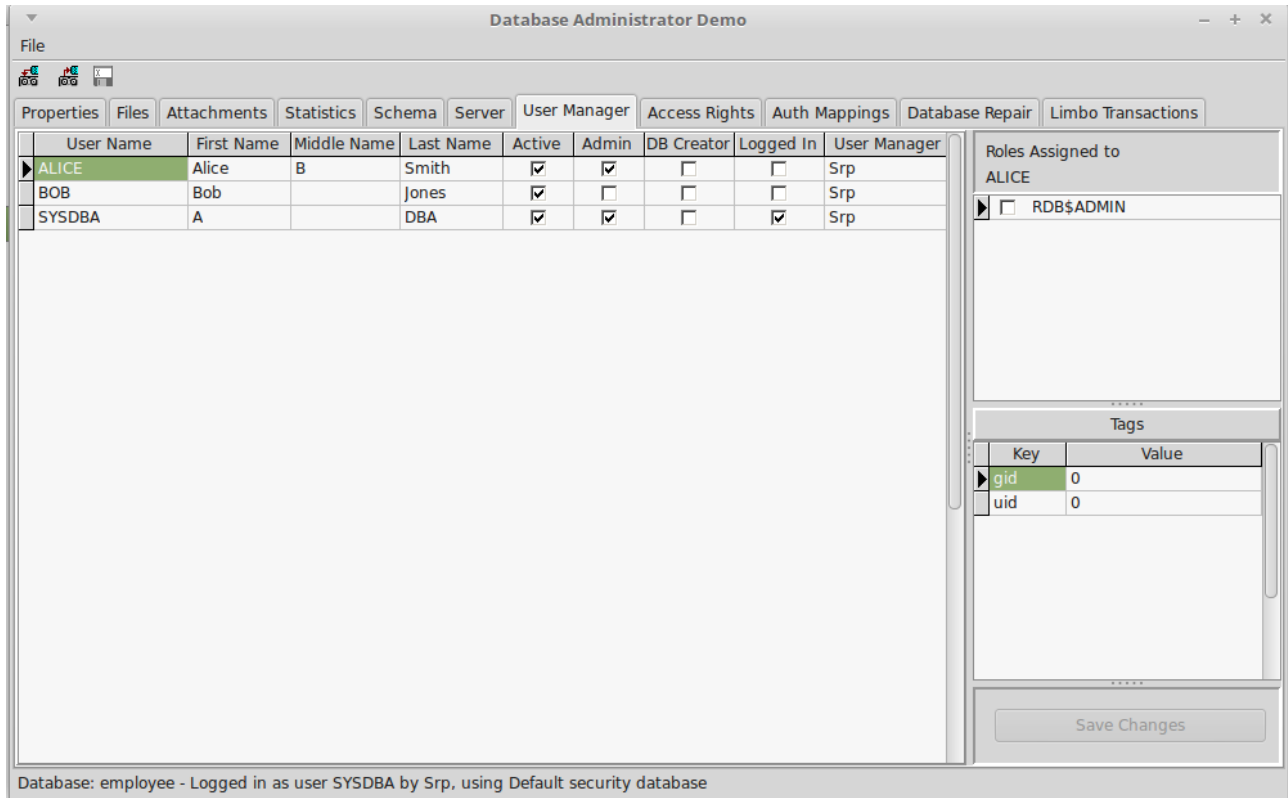 Database Administrator Demo
File
Properties Files Attachments Statistics Schema Server User Manager Access Rights Auth Mappings Database Repair Limbo Transactions
User Name First Name Middle Name Last Name Active Admin DB Creator Logged In User Manager
ALICE Alice B Smith Srp
BOB Bob Jones Srp
SYSDBA A DBA Srp
Roles Assigned to
ALICE
RDB$ADMIN
Tags
Key Value
gid 0
uid 0
Save Changes
Database: employee - Logged in as user SYSDBA by Srp, using Default security database